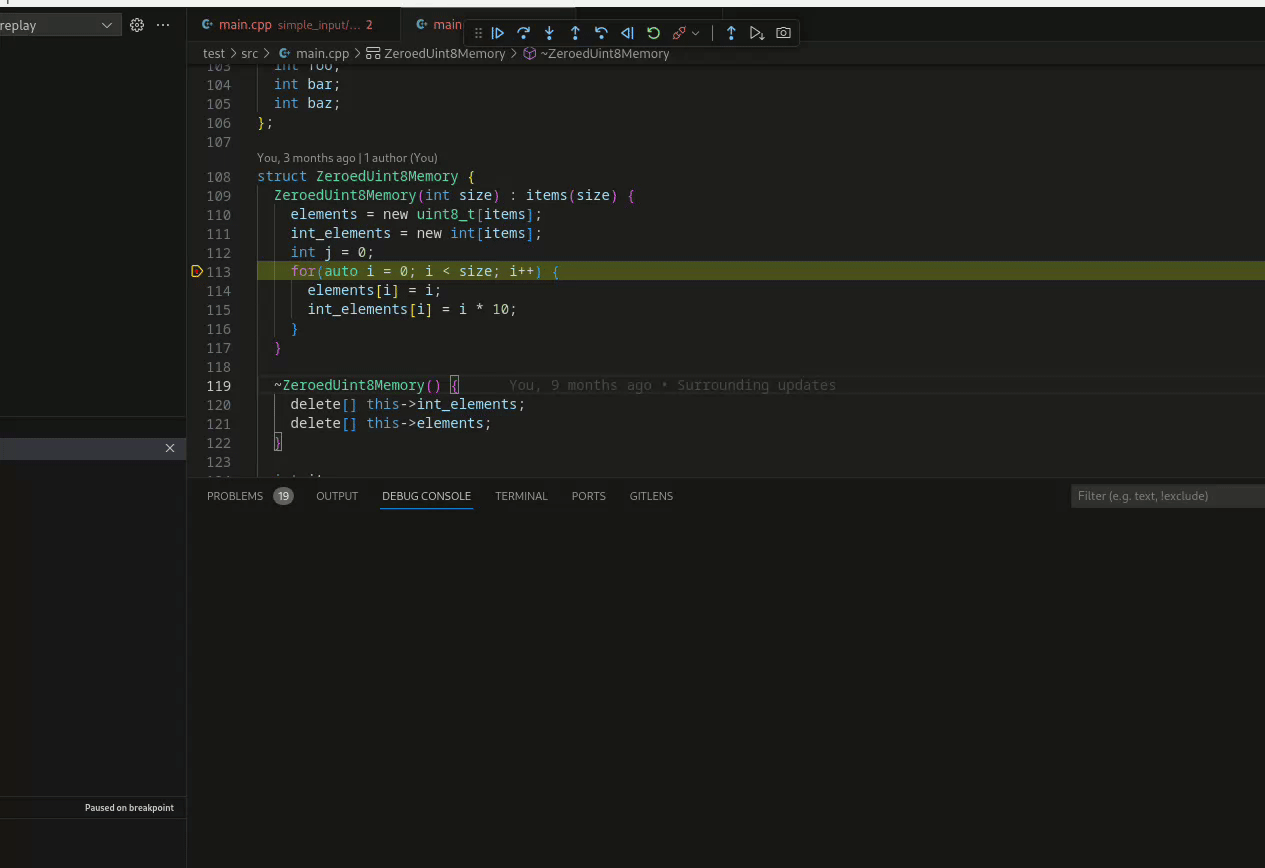 replay
main.cpp simple_input/... 2
main
test > src > main.cpp > ZeroedUint8Memory > ~ZeroedUint8Memory
103 int foo;
104 int bar;
105 int baz;
106 };
107
You, 3 months ago | 1 author (You)
108 struct ZeroedUint8Memory {
109 ZeroedUint8Memory(int size) : items(size) {
110 elements = new uint8_t[items];
111 int_elements = new int[items];
112 int j = 0;
113 for(auto i = 0; i < size; i++) {
114 elements[i] = i;
115 int_elements[i] = i * 10;
116 }
117 }
118
119 ~ZeroedUint8Memory() { You, 9 months ago • Surrounding updates
120 delete[] this->int_elements;
121 delete[] this->elements;
122 }
123
PROBLEMS 19 OUTPUT DEBUG CONSOLE TERMINAL PORTS GITLENS
Filter (e.g. text, !exclude)
Paused on breakpoint